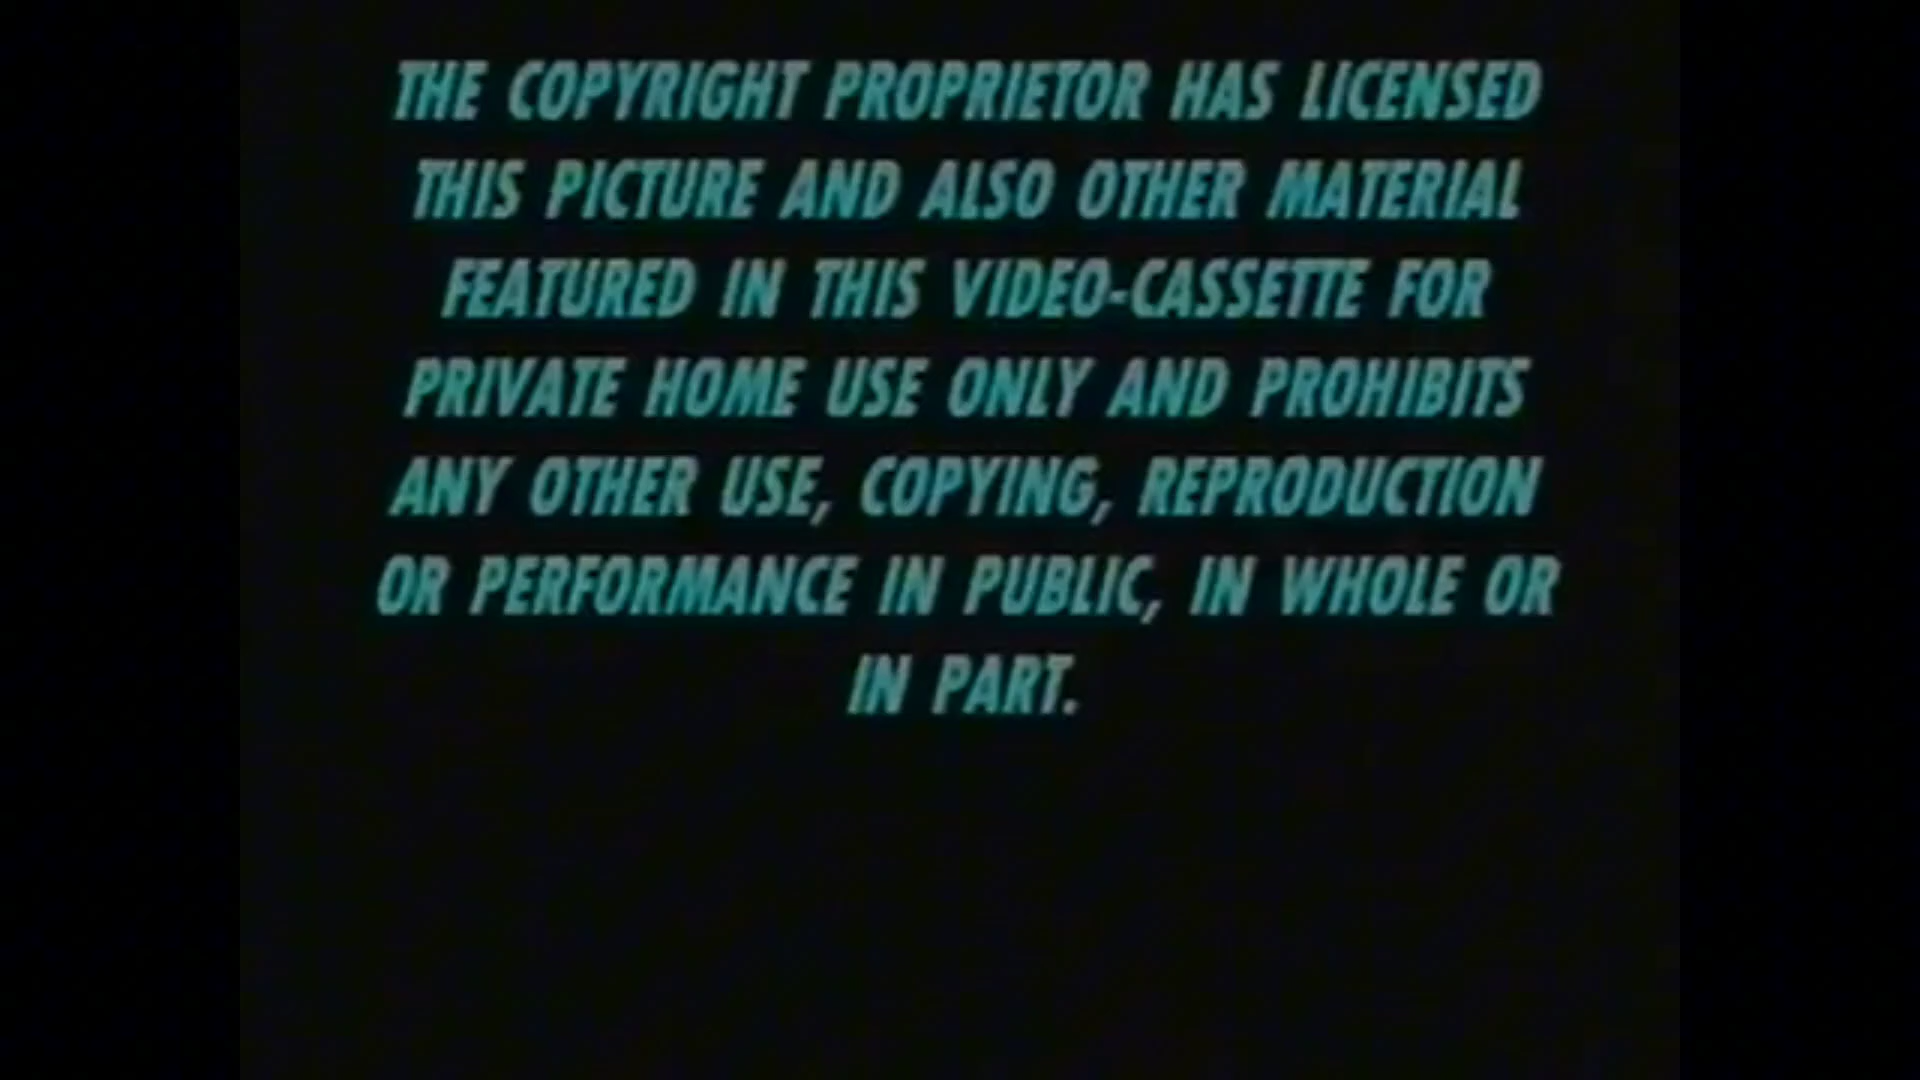 THE COPYRIGHT PROPRIETOR HAS LICENSED
THIS PICTURE AND ALSO OTHER MATERIAL
FEATURED IN THIS VIDEO-CASSETTE FOR
PRIVATE HOME USE ONLY AND PROHIBITS
ANY OTHER USE, COPYING, REPRODUCTION
OR PERFORMANCE IN PUBLIC, IN WHOLE OR
IN PART.